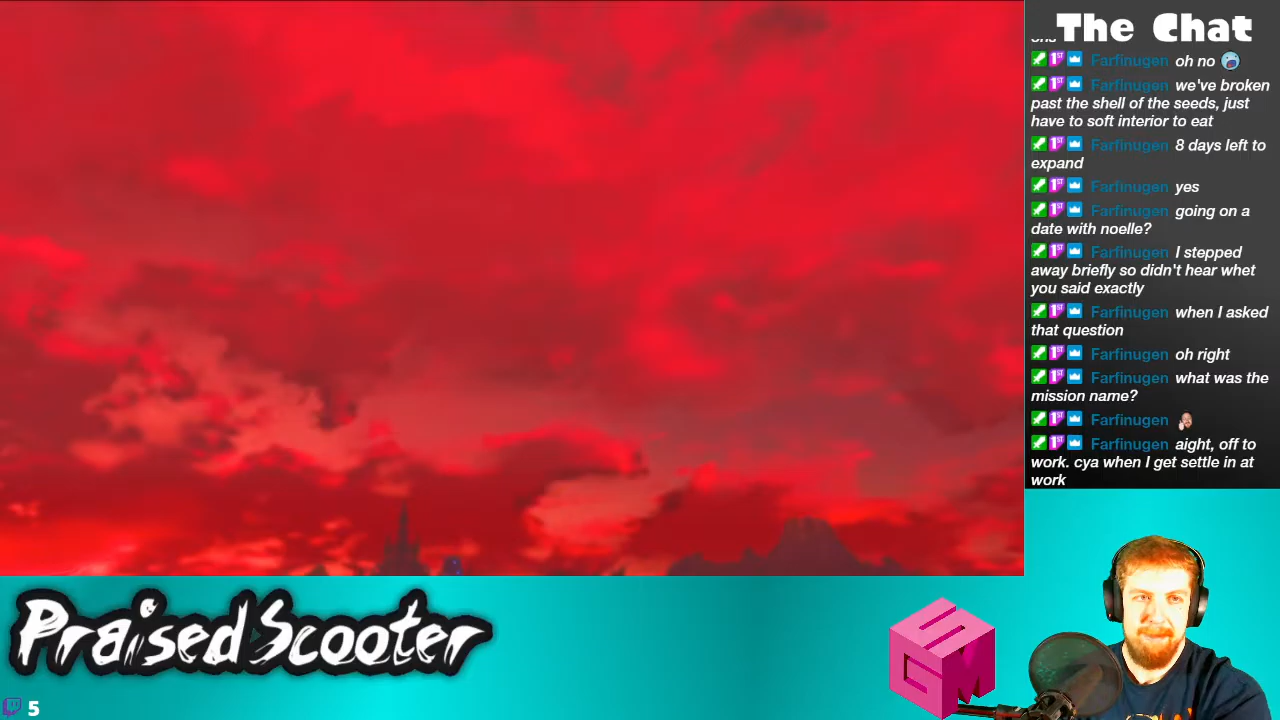 The Chat
Farfinugen oh no
Farfinugen we've broken
past the shell of the seeds, just
have to soft interior to eat
Farfinugen 8 days left to
expand
Farfinugen yes
Farfinugen going on a
date with noelle?
Farfinugen I stepped
away briefly so didn't hear whet
you said exactly
Farfinugen when I asked
that question
Farfinugen oh right
Farfinugen what was the
mission name?
Farfinugen
Farfinugen aight, off to
work. cya when I get settle in at
work
PraisedScooter
SGM
5